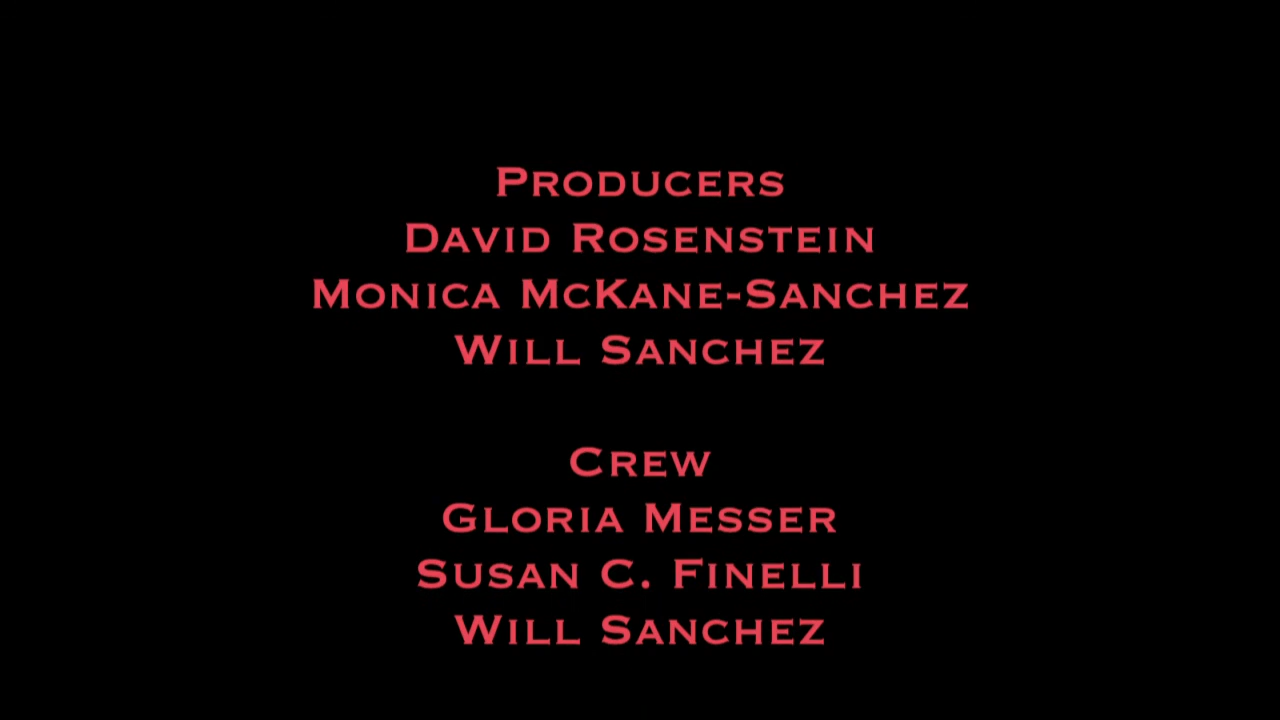 Producers
David Rosenstein
Monica McKane-Sanchez
Will Sanchez
Crew
Gloria Messer
Susan C. Finelli
Will Sanchez